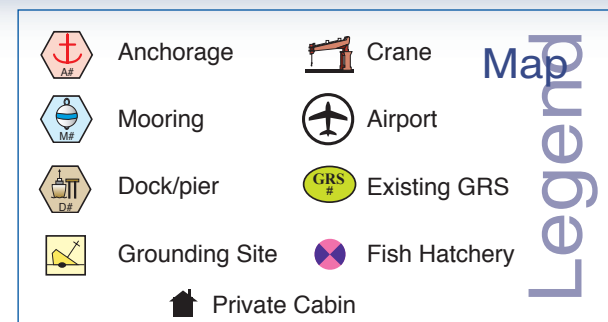 Map
Legend
Anchorage
A#
Crane
Mooring
M#
Airport
Dock/pier
D#
GRS
#
Existing GRS
Grounding Site
Fish Hatchery
Private Cabin